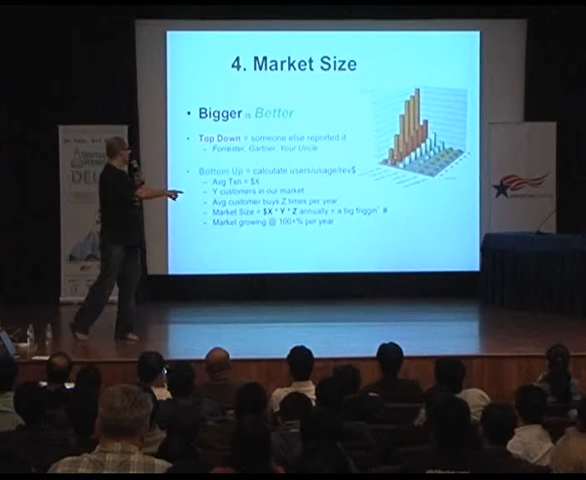 4. Market Size
• Bigger is Better
• Top Down = someone else reported it
– Forrester, Gartner, Your Uncle
• Bottom Up = calculate users/usage/rev$
– Avg Txn = $X
– Y customers in our market
– Avg customer buys Z times per year
– Market Size = $X * Y * Z annually = a big friggin' #
– Market growing @ 100+% per year